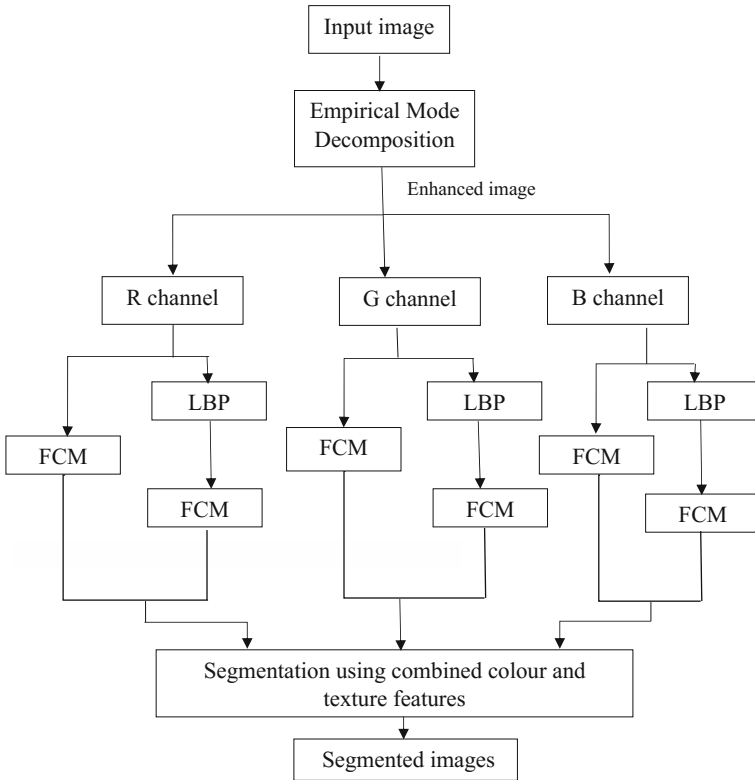 Input image
Empirical Mode
Decomposition
Enhanced image
R channel
G channel
B channel
LBP
LBP
LBP
FCM
FCM
FCM
FCM
FCM
FCM
Segmentation using combined colour and
texture features
Segmented images